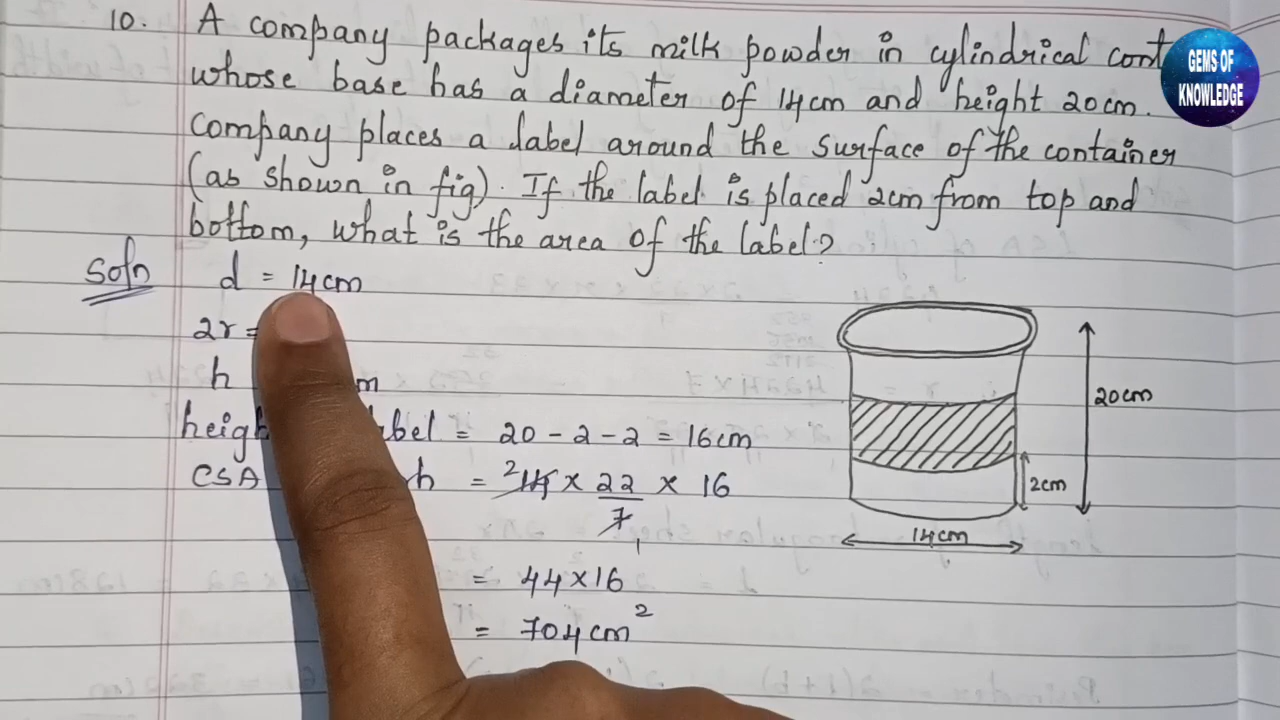 10. A company packages its milk powder in cylindrical cont
whose base has a diameter of 14cm and height 20cm.
Company places a label around the surface of the container
(as shown in fig). If the label is placed 2cm from top and
bottom, what is the area of the label?
Soln d = 14cm
2r =
h m
heigh abel = 20 - 2 - 2 = 16cm
CSA h = 2 14 × 22/7 × 16
1
= 44 × 16
= 704cm²
20cm
2cm
14cm
GEMS OF
KNOWLEDGE